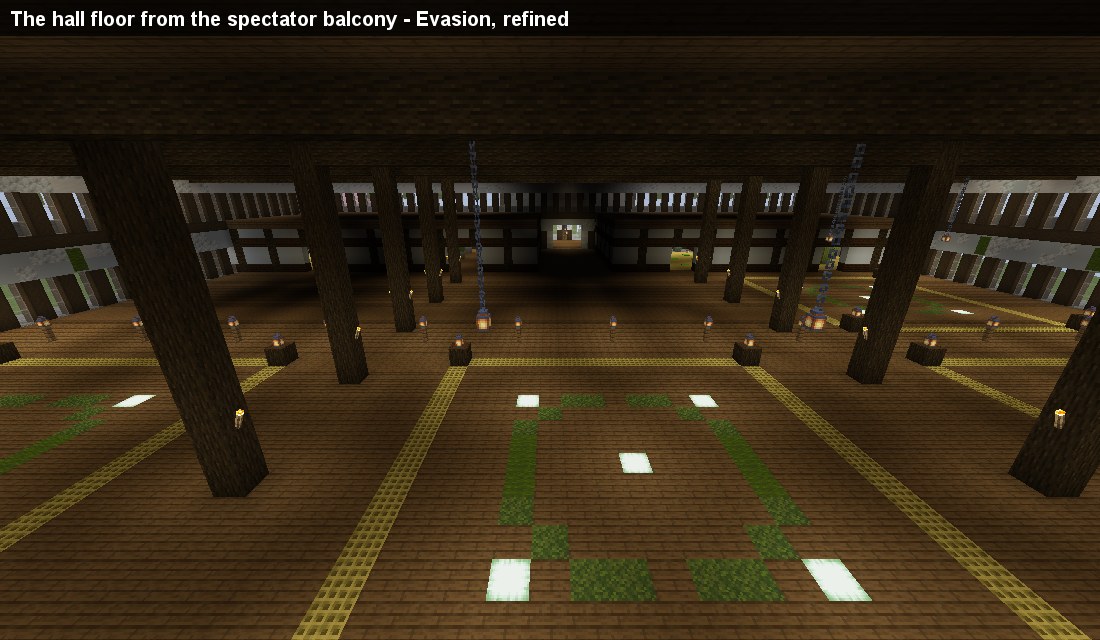 The hall floor from the spectator balcony - Evasion, refined